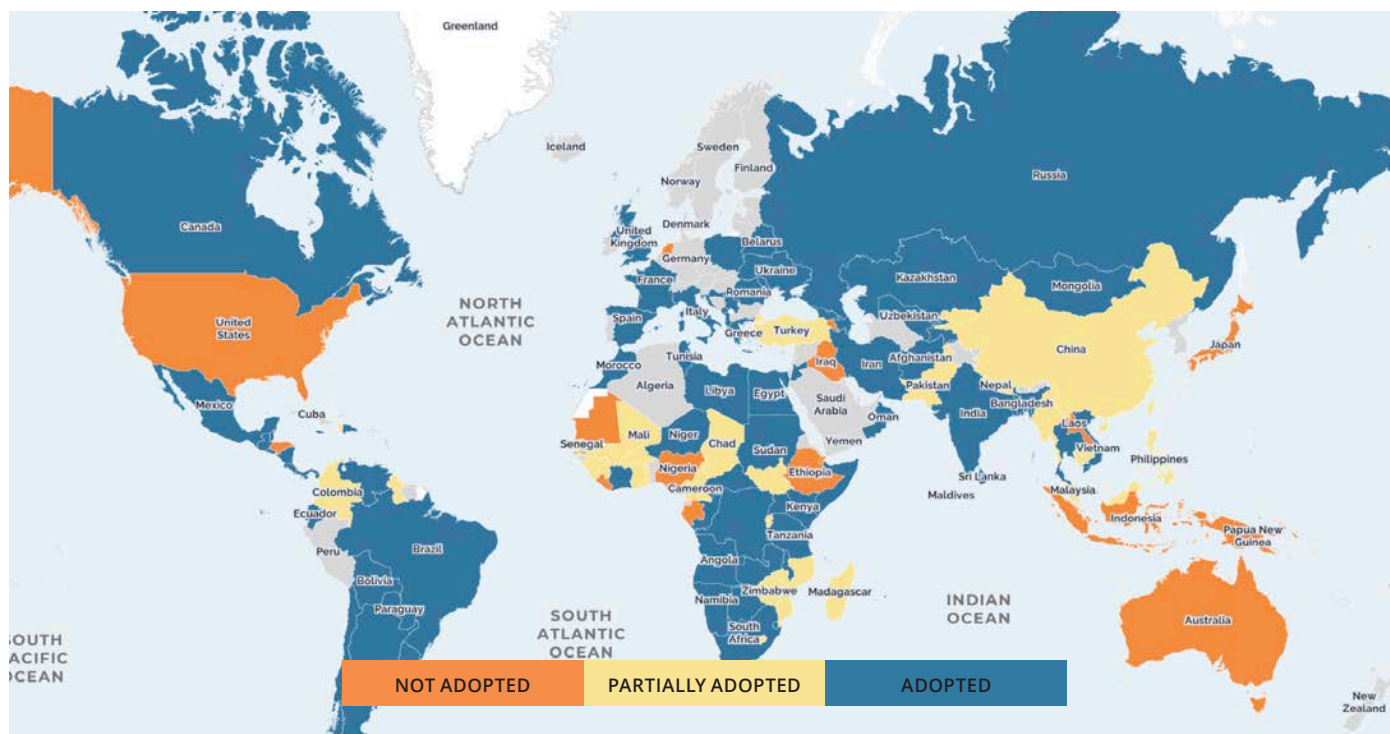 Greenland
Iceland
Sweden
Finland
Norway
Russia
Canada
Denmark
United
Kingdom
Belarus
Germany
Ukraine
Kazakhstan
France
Mongolia
Romania
NORTH
ATLANTIC
OCEAN
Uzbekistan
Spain
Italy
United
States
Greece
Turkey
Japan
China
Tunisia
Morocco
Iraq
Iran
Afghanistan
Algeria
Libya
Egypt
Pakistan
Nepal
Saudi
Arabia
Bangladesh
Mexico
Cuba
India
Oman
Laos
Mali
Niger
Chad
Senegal
Yemen
Sudan
Vietnam
Philippines
Nigeria
Ethiopia
Sri Lanka
Cameroon
Maldives
Malaysia
Colombia
Kenya
Ecuador
Indonesia
Papua New
Guinea
Tanzania
Peru
Brazil
Angola
Bolivia
Zimbabwe
Madagascar
Namibia
INDIAN
OCEAN
Paraguay
SOUTH
ATLANTIC
OCEAN
South
Africa
Australia
OUTH
ACIFIC
OCEAN
NOT ADOPTED
PARTIALLY ADOPTED
ADOPTED
New
Zealand